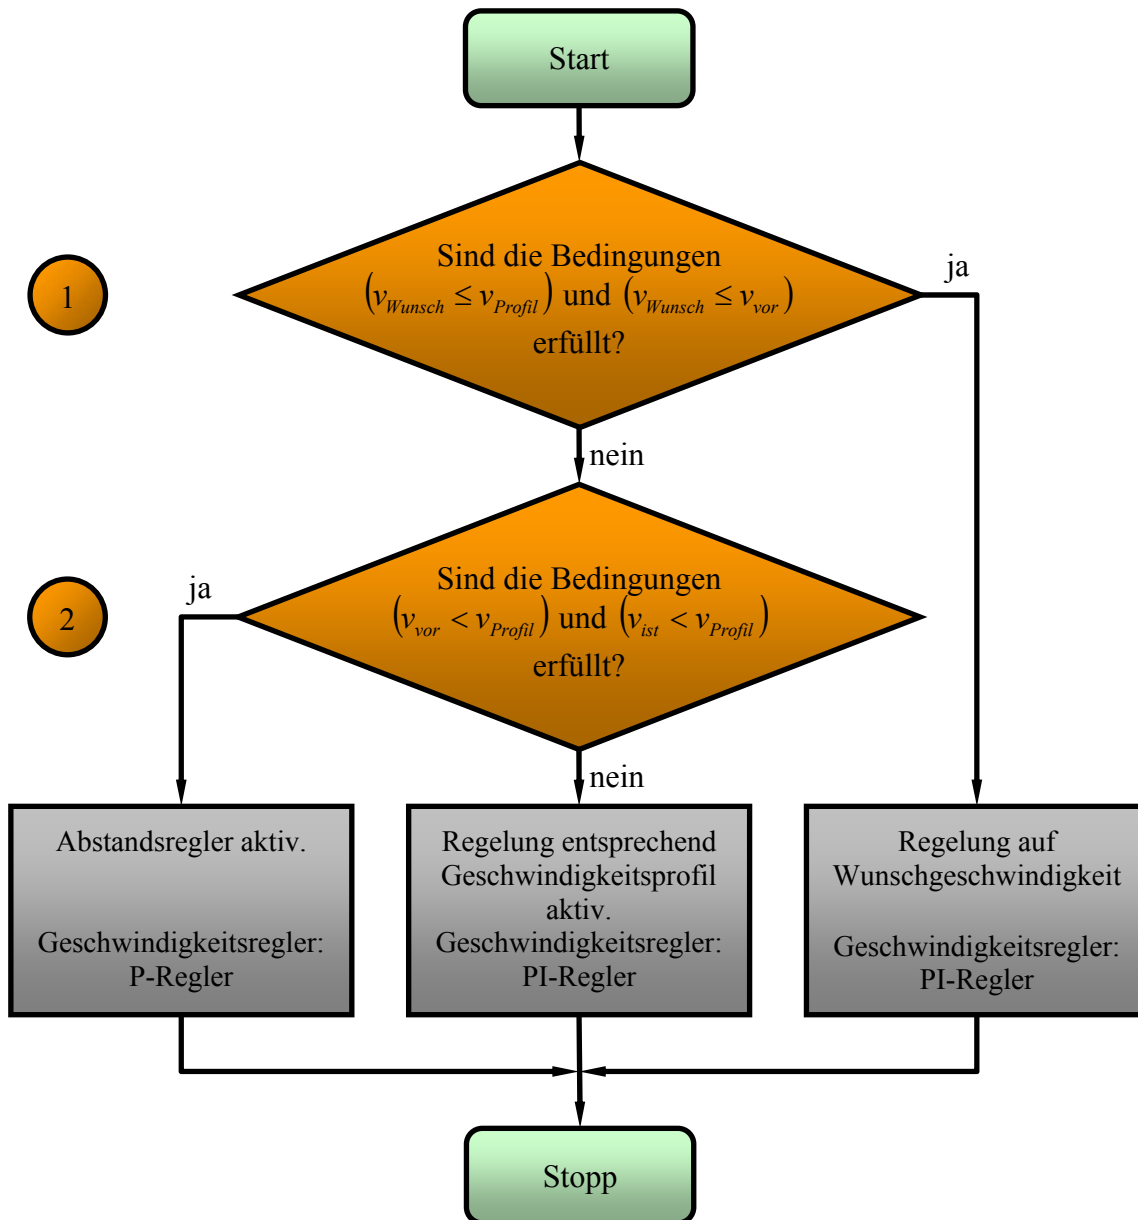 Start
1
Sind die Bedingungen
(v_Wunsch ≤ v_Profil) und (v_Wunsch ≤ v_vor)
erfüllt?
ja
nein
2
ja
Sind die Bedingungen
(v_vor < v_Profil) und (v_ist < v_Profil)
erfüllt?
nein
Abstandsregler aktiv.
Geschwindigkeitsregler:
P-Regler
Regelung entsprechend
Geschwindigkeitsprofil
aktiv.
Geschwindigkeitsregler:
PI-Regler
Regelung auf
Wunschgeschwindigkeit
Geschwindigkeitsregler:
PI-Regler
Stopp